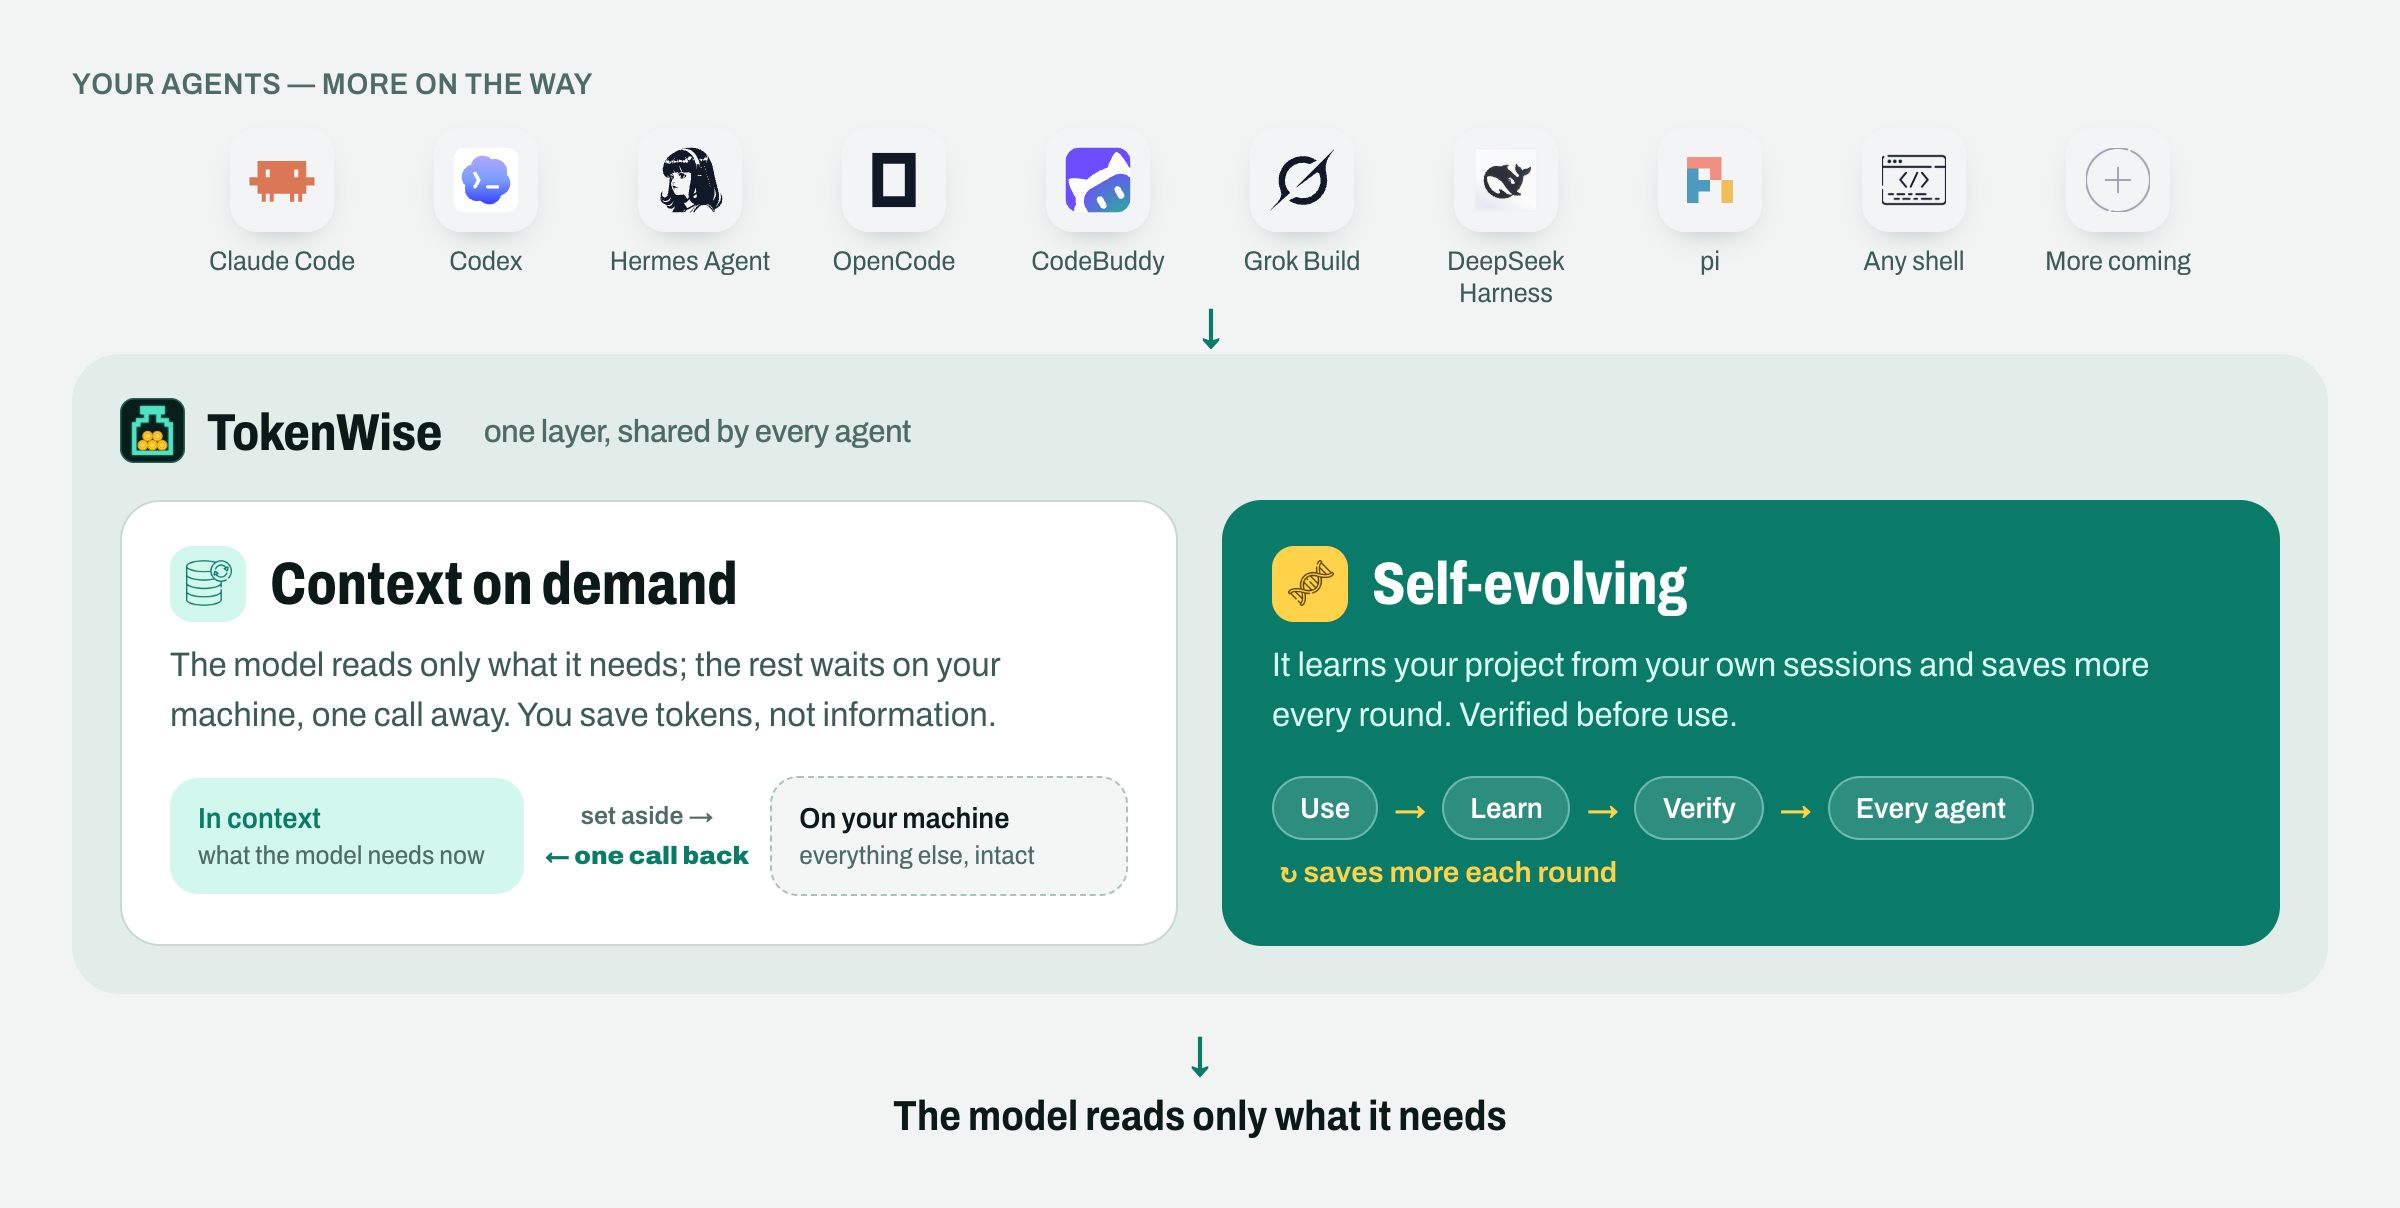 YOUR AGENTS — MORE ON THE WAY
Claude Code
Codex
Hermes Agent
OpenCode
CodeBuddy
Grok Build
DeepSeek
Harness
pi
Any shell
More coming
↓
TokenWise
one layer, shared by every agent
Context on demand
The model reads only what it needs; the rest waits on your
machine, one call away. You save tokens, not information.
In context
what the model needs now
set aside →
← one call back
On your machine
everything else, intact
Self-evolving
It learns your project from your own sessions and saves more
every round. Verified before use.
Use → Learn → Verify → Every agent
↻ saves more each round
↓
The model reads only what it needs